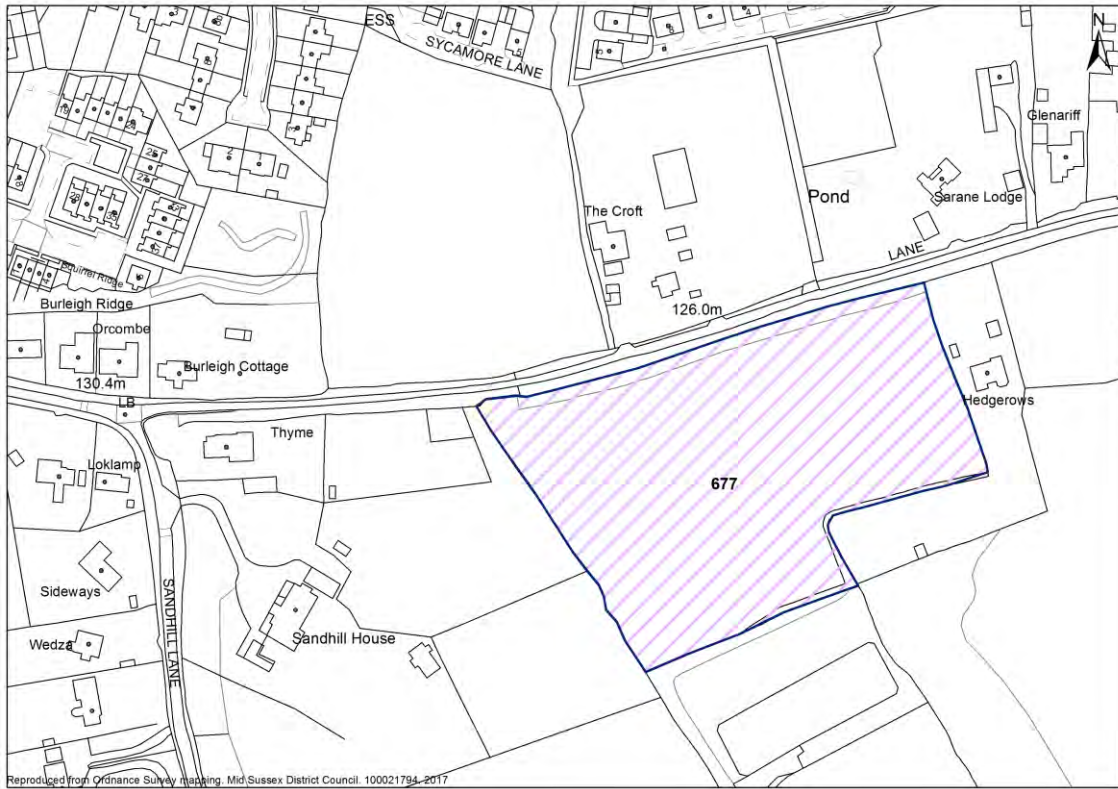 ESS
SYCAMORE LANE
N
Glenariff
Pond
Sarane Lodge
The Croft
LANE
126.0m
Squirrel Ridge
Burleigh Ridge
Orcombe
Burleigh Cottage
130.4m
LB
Hedgerows
Thyme
Loklamp
677
Sideways
SANDHILL LANE
Sandhill House
Wedza
Reproduced from Ordnance Survey mapping. Mid Sussex District Council. 100021794, 2017